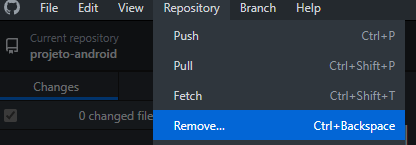 File Edit View Repository Branch Help
Current repository
projeto-android
Changes
0 changed file
Push Ctrl+P
Pull Ctrl+Shift+P
Fetch Ctrl+Shift+T
Remove... Ctrl+Backspace